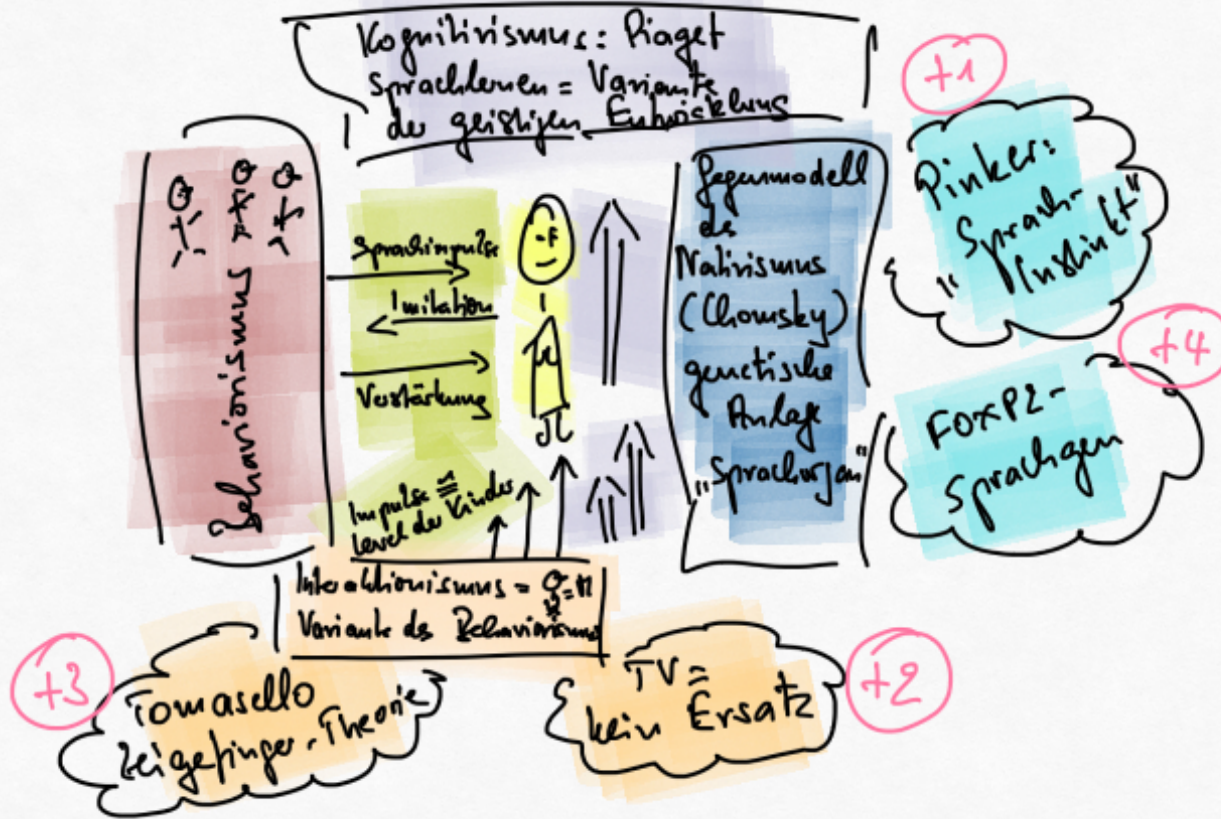 Kognitivismus: Piaget
Sprachlernen = Variante
der geistigen Entwicklung
+1
Pinker:
"Sprach-
Instinkt"
Behaviorismus
Sprachimpulse
Imitation
Verstärkung
Impulse ≅
Level der Kinder
Gegenmodell
des
Nativismus
(Chomsky)
genetische
Anlage
"Sprachorgan"
+4
FOXP2-
Sprachgen
Interaktionismus =
Variante des Behaviorismus
+3
Tomasello
Zeigefinger-Theorie
TV =
kein Ersatz
+2